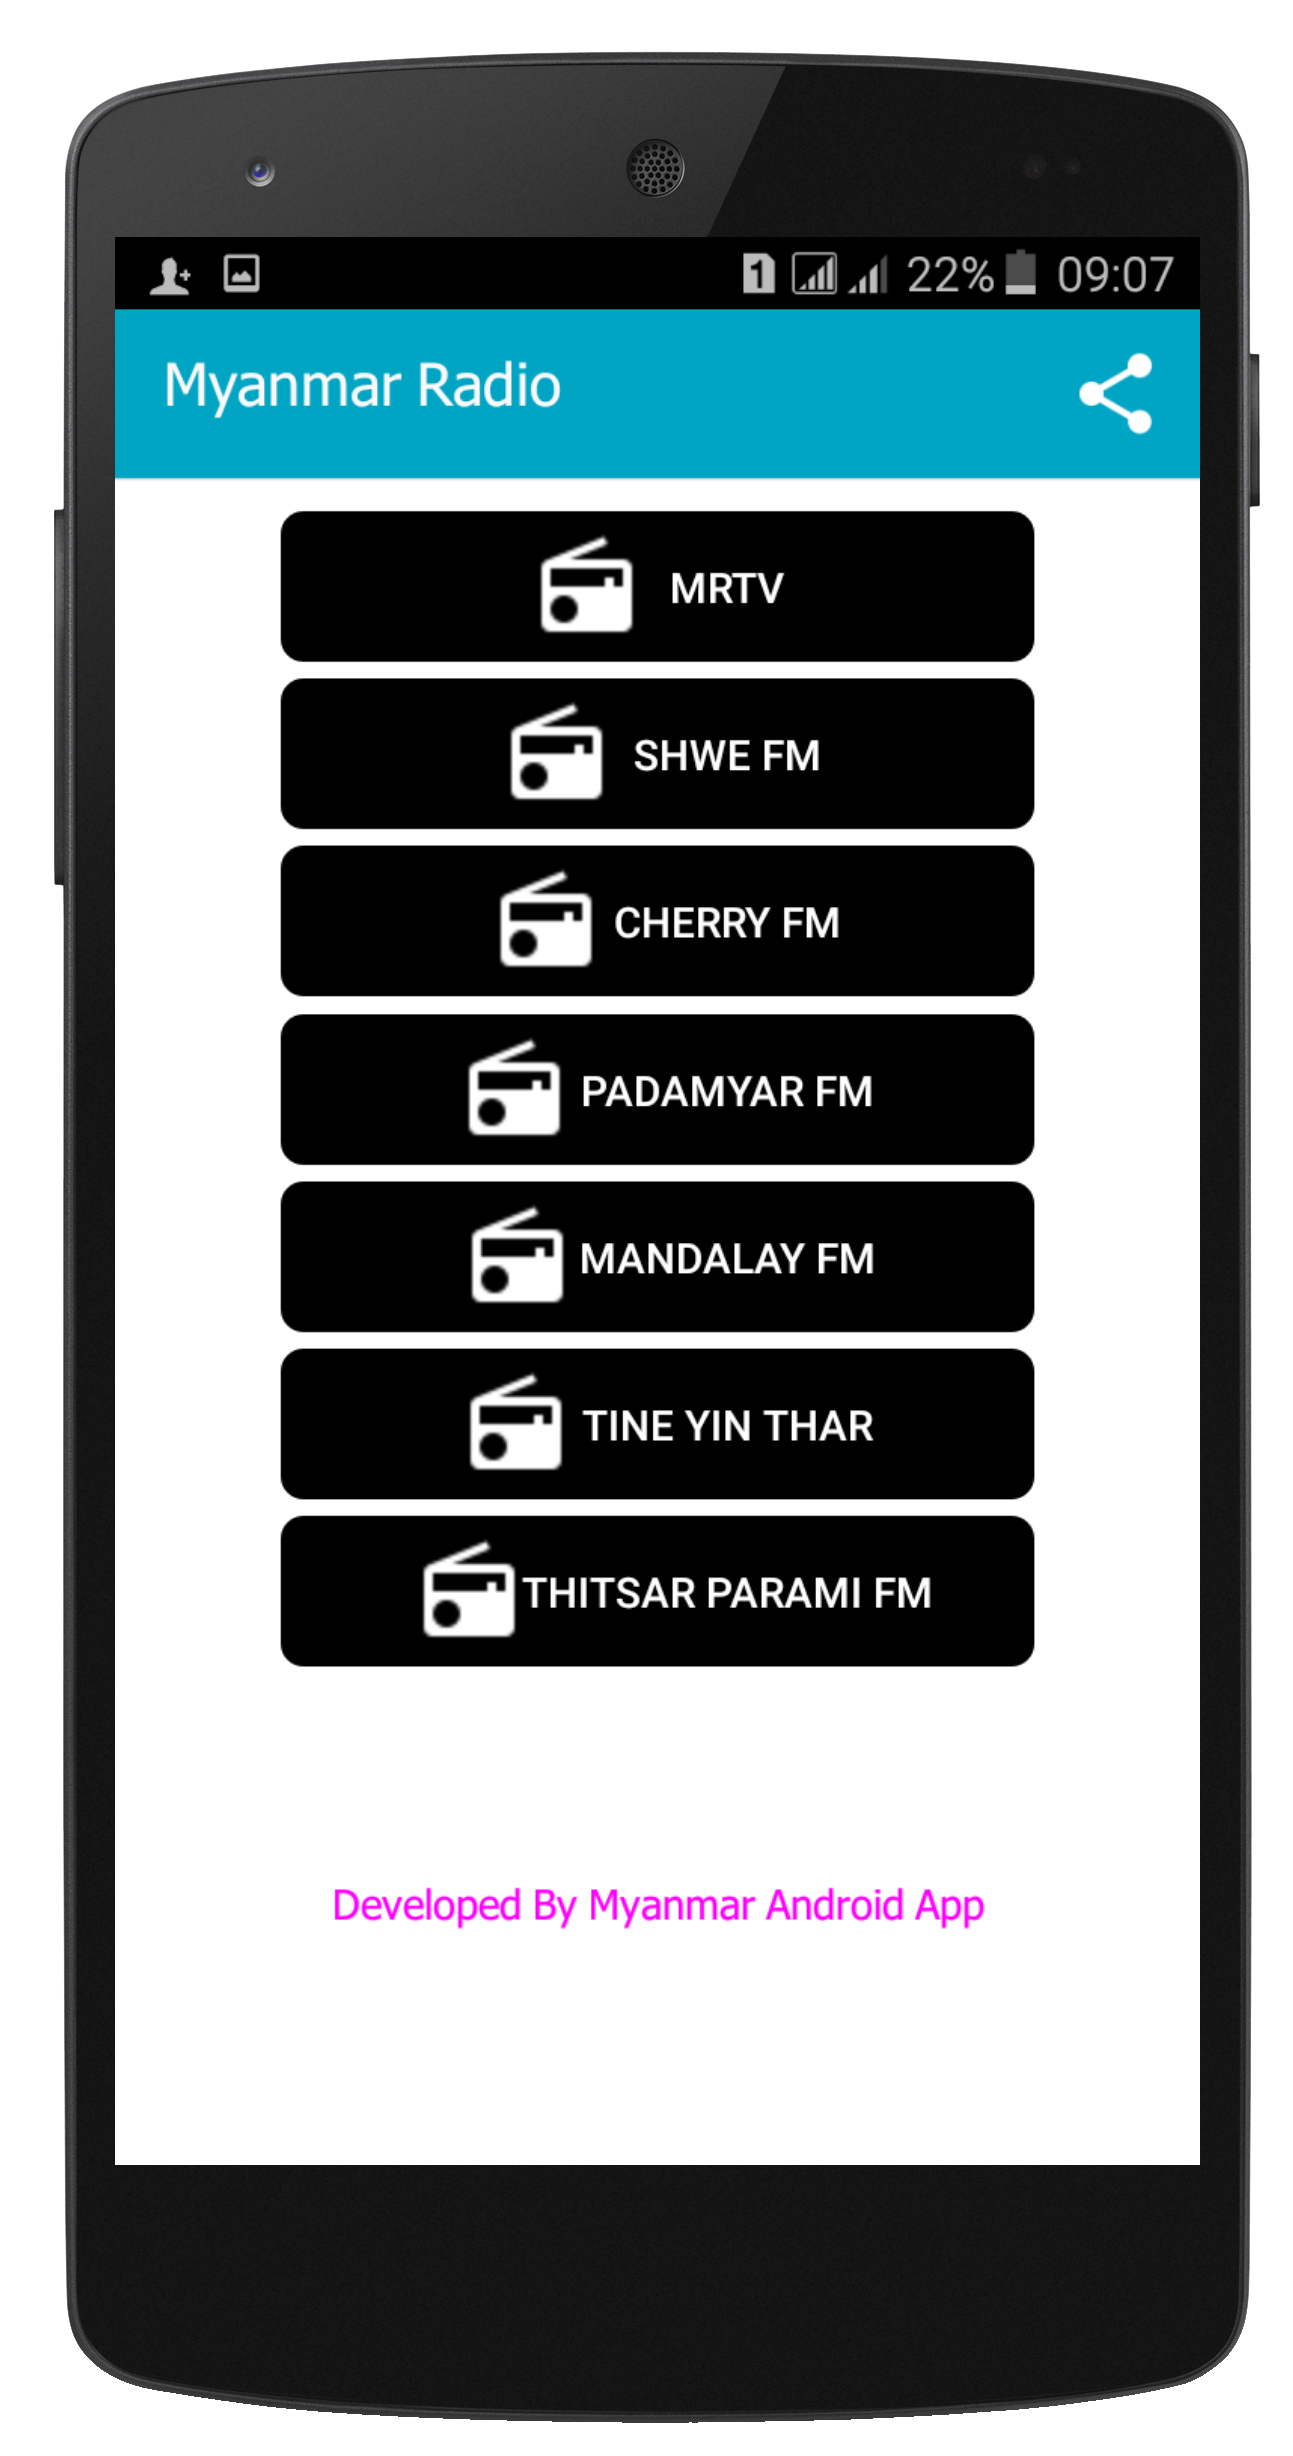 1 22% 09:07
Myanmar Radio
MRTV
SHWE FM
CHERRY FM
PADAMYAR FM
MANDALAY FM
TINE YIN THAR
THITSAR PARAMI FM
Developed By Myanmar Android App